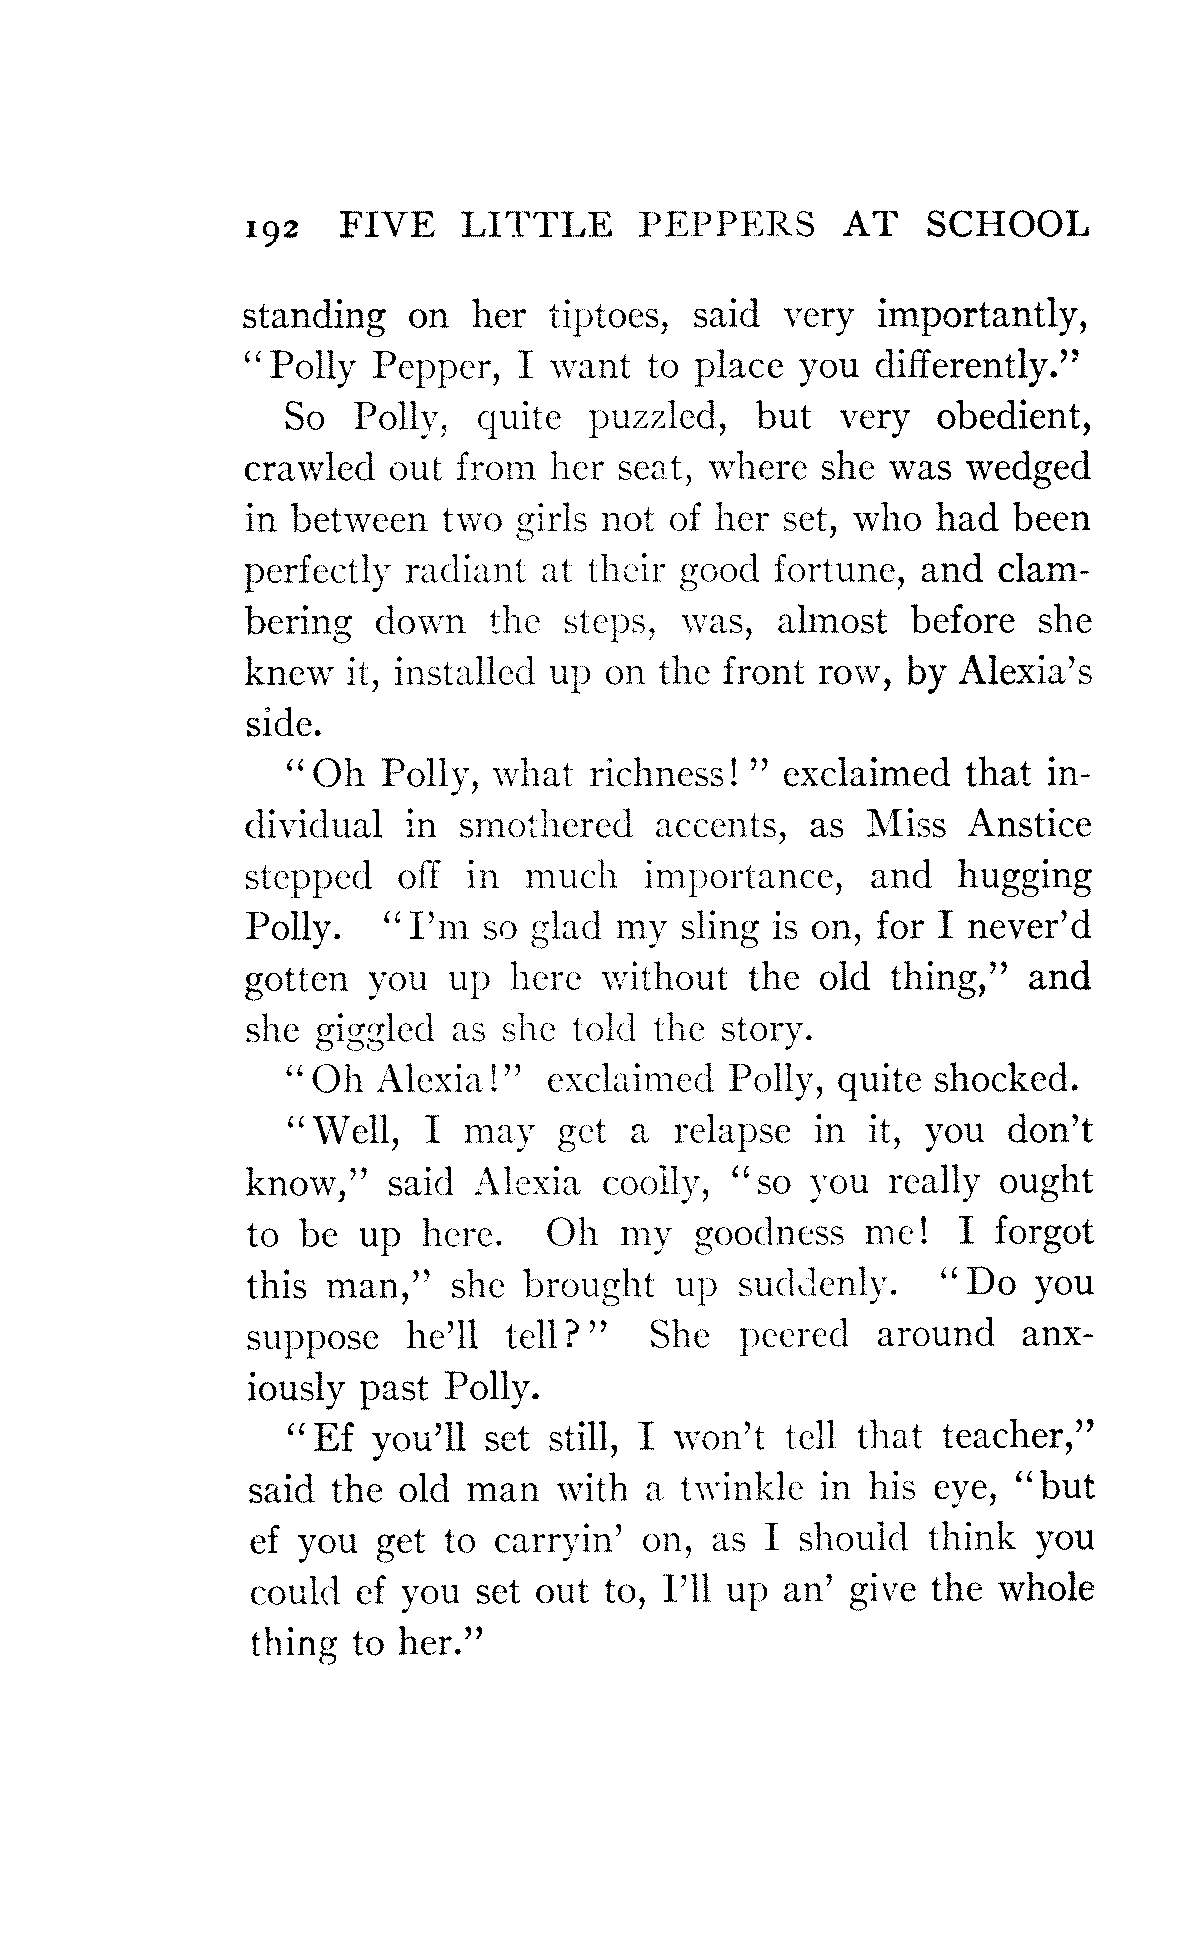 192 FIVE LITTLE PEPPERS AT SCHOOL
standing on her tiptoes, said very importantly,
“Polly Pepper, I want to place you differently.”
So Polly, quite puzzled, but very obedient,
crawled out from her seat, where she was wedged
in between two girls not of her set, who had been
perfectly radiant at their good fortune, and clam-
bering down the steps, was, almost before she
knew it, installed up on the front row, by Alexia’s
side.
“Oh Polly, what richness!” exclaimed that in-
dividual in smothered accents, as Miss Anstice
stepped off in much importance, and hugging
Polly. “I’m so glad my sling is on, for I never’d
gotten you up here without the old thing,” and
she giggled as she told the story.
“Oh Alexia!” exclaimed Polly, quite shocked.
“Well, I may get a relapse in it, you don’t
know,” said Alexia coolly, “so you really ought
to be up here. Oh my goodness me! I forgot
this man,” she brought up suddenly. “Do you
suppose he’ll tell?” She peered around anx-
iously past Polly.
“Ef you’ll set still, I won’t tell that teacher,”
said the old man with a twinkle in his eye, “but
ef you get to carryin’ on, as I should think you
could ef you set out to, I’ll up an’ give the whole
thing to her.”